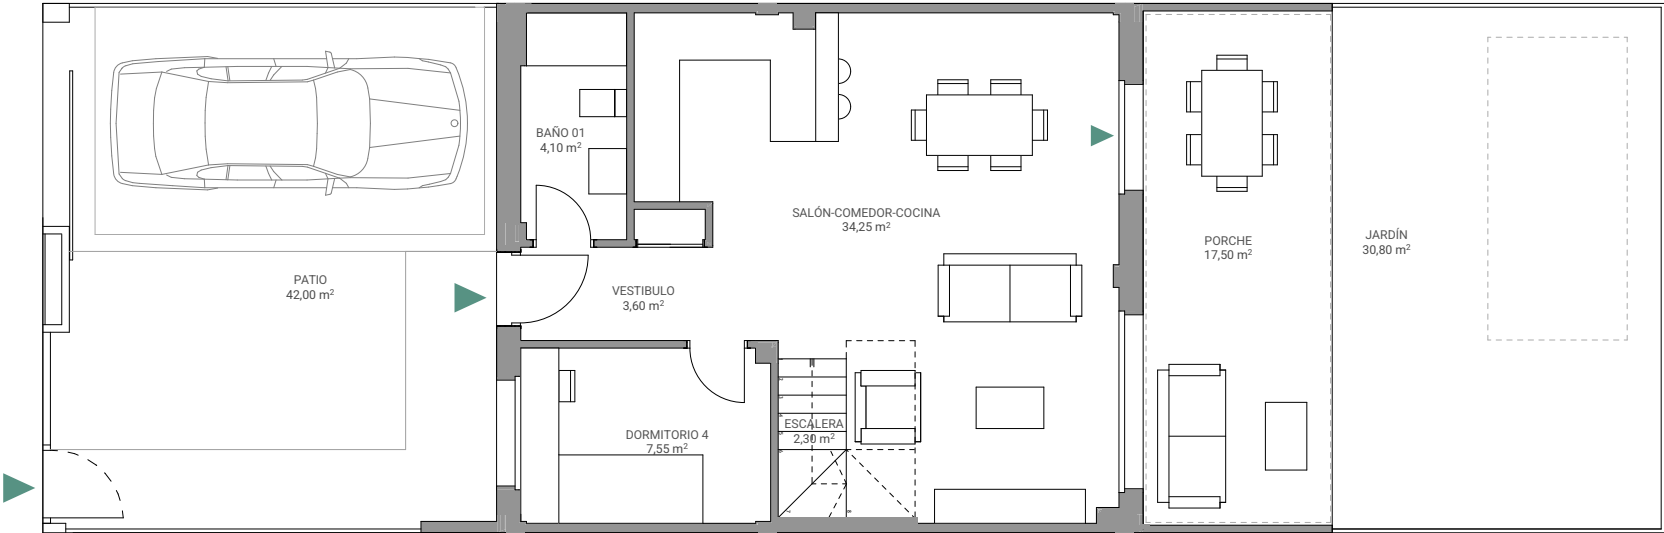 BAÑO 01
4,10 m²
SALÓN-COMEDOR-COCINA
34,25 m²
PORCHE
17,50 m²
JARDÍN
30,80 m²
PATIO
42,00 m²
VESTIBULO
3,60 m²
DORMITORIO 4
7,55 m²
ESCALERA
2,30 m²